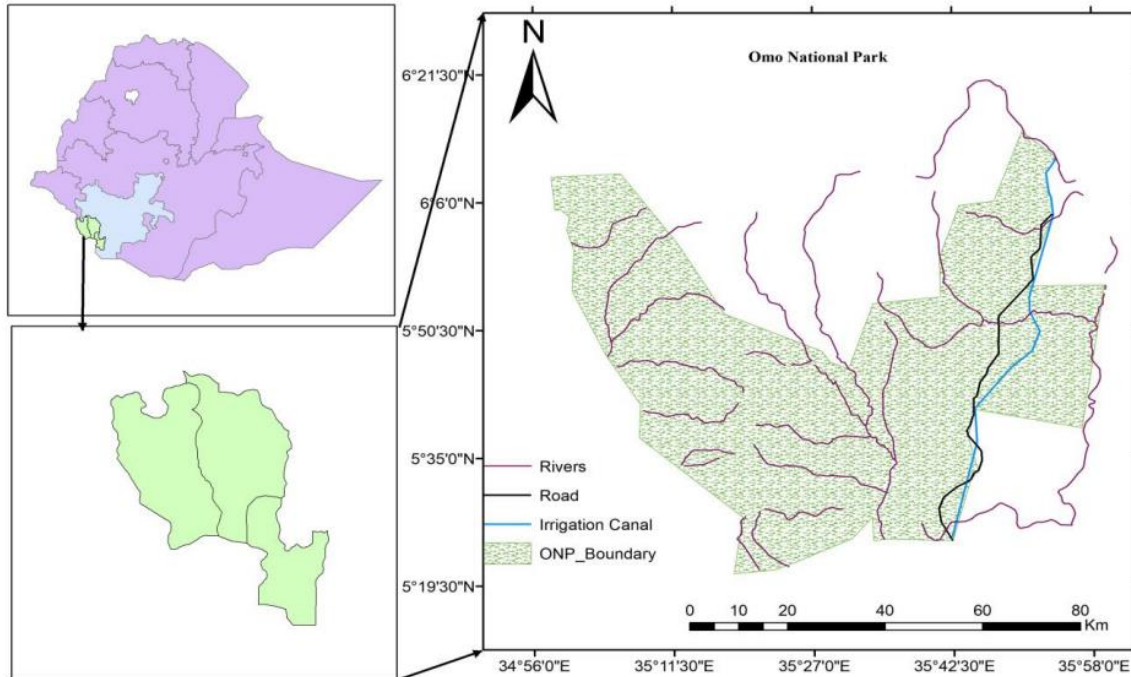 N
Omo National Park
6°21'30"N
6°6'0"N
5°50'30"N
5°35'0"N
5°19'30"N
Rivers
Road
Irrigation Canal
ONP_Boundary
0 10 20 40 60 80
Km
34°56'0"E 35°11'30"E 35°27'0"E 35°42'30"E 35°58'0"E